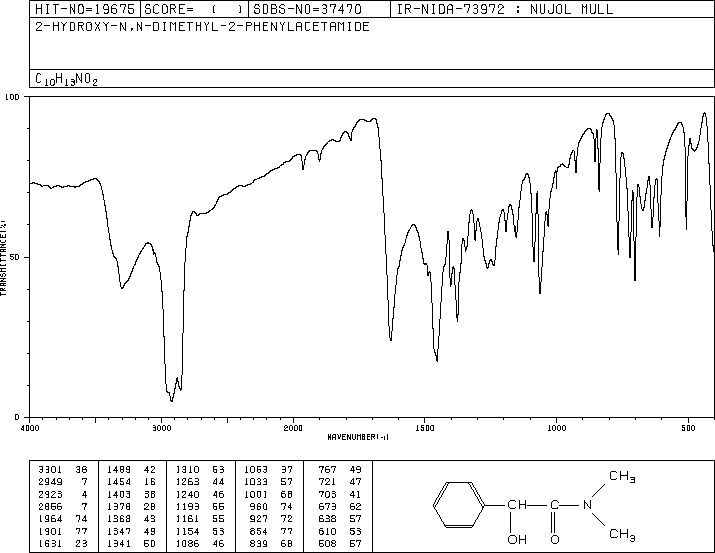 HIT-NO=19675 SCORE= ( ) SDBS-NO=37470 IR-NIDA-73972 : NUJOL MULL
2-HYDROXY-N,N-DIMETHYL-2-PHENYLACETAMIDE
C10H13NO2
100
50
0
TRANSMITTANCE(%)
4000 3000 2000 1500 1000 500
WAVENUMBER(-1)
3301 38 1489 42 1310 53 1063 37 767 49
2949 7 1454 16 1263 44 1033 57 721 47
2923 4 1403 38 1240 46 1001 68 703 41
2866 7 1378 28 1193 55 960 74 673 62
1964 74 1368 43 1161 55 927 72 638 57
1901 77 1347 49 1154 53 854 77 610 53
1631 23 1341 50 1086 46 839 68 508 57
CH3
CH C N
OH O CH3